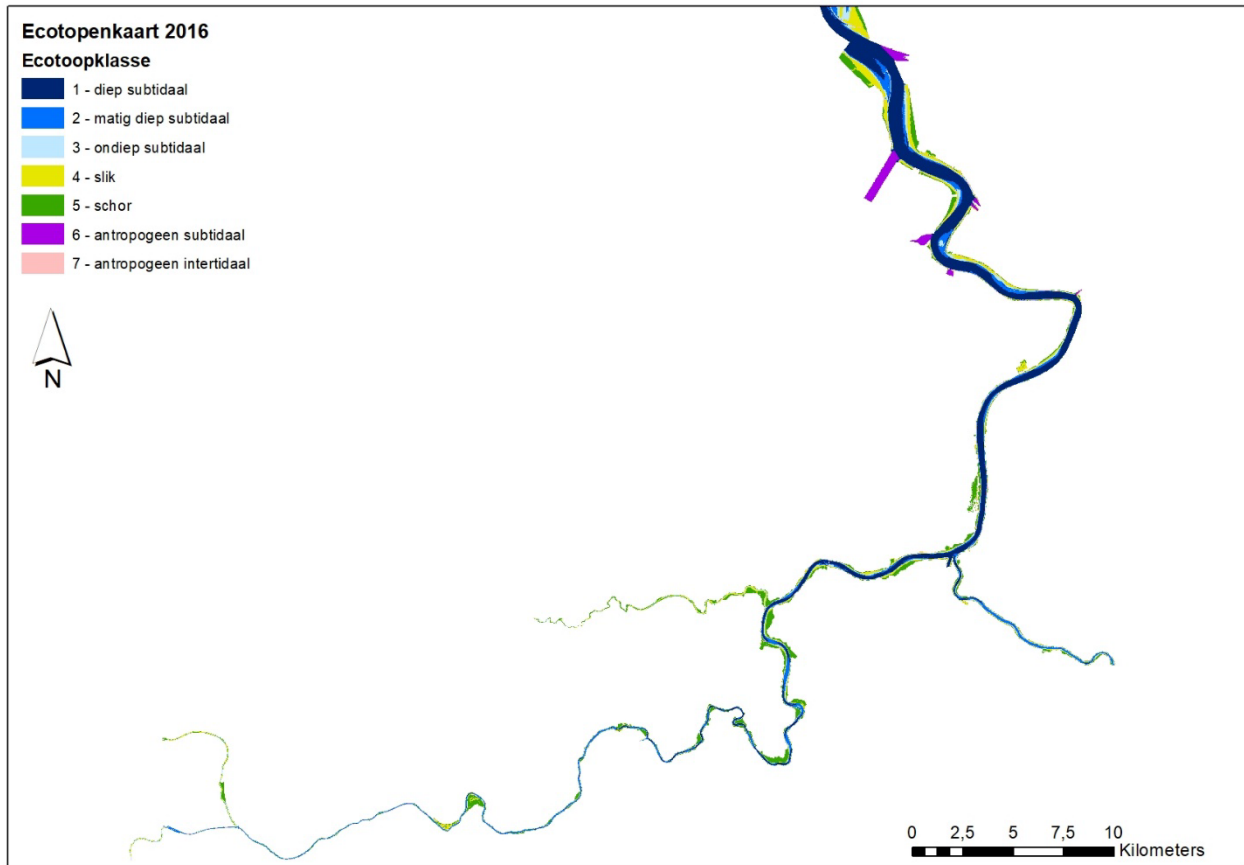 Ecotopenkaart 2016
Ecotoopklasse
1 - diep subtidaal
2 - matig diep subtidaal
3 - ondiep subtidaal
4 - slik
5 - schor
6 - antropogeen subtidaal
7 - antropogeen intertidaal
N
0 2,5 5 7,5 10
Kilometers